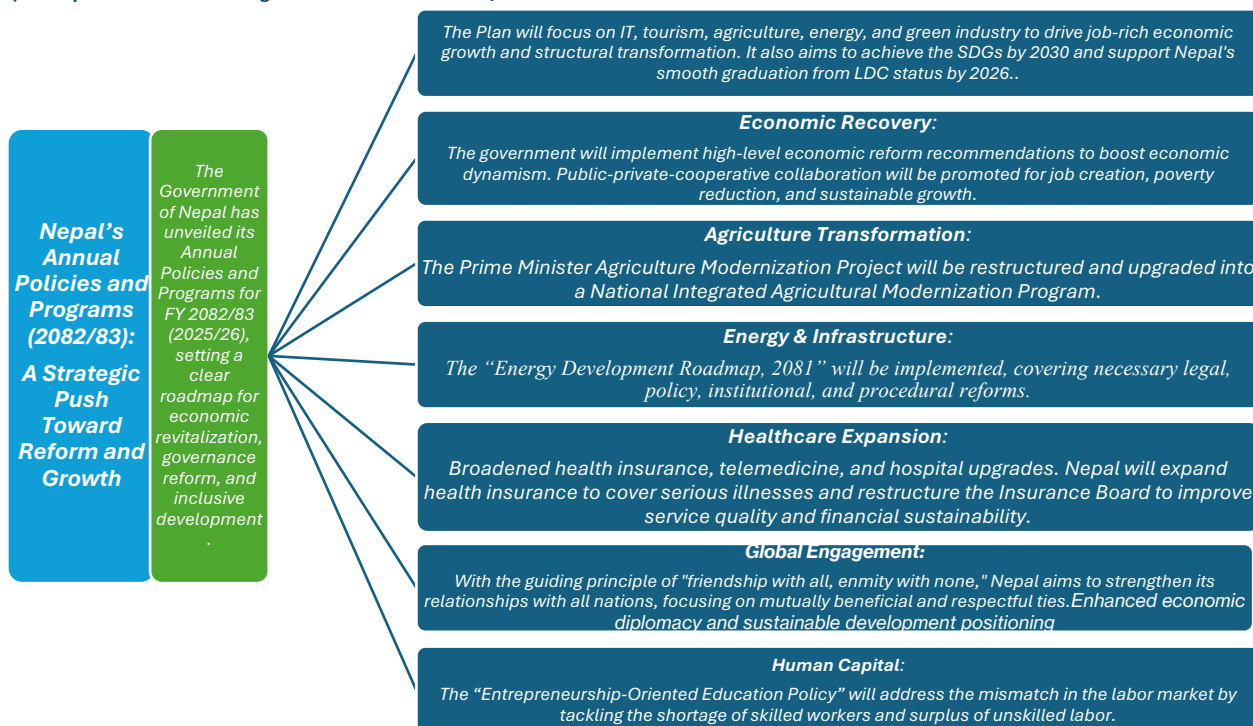 Nepal's
Annual
Policies and
Programs
(2082/83):
A Strategic
Push
Toward
Reform and
Growth
The
Government
of Nepal has
unveiled its
Annual
Policies and
Programs for
FY 2082/83
(2025/26),
setting a
clear
roadmap for
economic
revitalization,
governance
reform, and
inclusive
development
.
The Plan will focus on IT, tourism, agriculture, energy, and green industry to drive job-rich economic
growth and structural transformation. It also aims to achieve the SDGs by 2030 and support Nepal's
smooth graduation from LDC status by 2026..
Economic Recovery:
The government will implement high-level economic reform recommendations to boost economic
dynamism. Public-private-cooperative collaboration will be promoted for job creation, poverty
reduction, and sustainable growth.
Agriculture Transformation:
The Prime Minister Agriculture Modernization Project will be restructured and upgraded into
a National Integrated Agricultural Modernization Program.
Energy & Infrastructure:
The “Energy Development Roadmap, 2081” will be implemented, covering necessary legal,
policy, institutional, and procedural reforms.
Healthcare Expansion:
Broadened health insurance, telemedicine, and hospital upgrades. Nepal will expand
health insurance to cover serious illnesses and restructure the Insurance Board to improve
service quality and financial sustainability.
Global Engagement:
With the guiding principle of "friendship with all, enmity with none," Nepal aims to strengthen its
relationships with all nations, focusing on mutually beneficial and respectful ties.Enhanced economic
diplomacy and sustainable development positioning
Human Capital:
The “Entrepreneurship-Oriented Education Policy” will address the mismatch in the labor market by
tackling the shortage of skilled workers and surplus of unskilled labor.